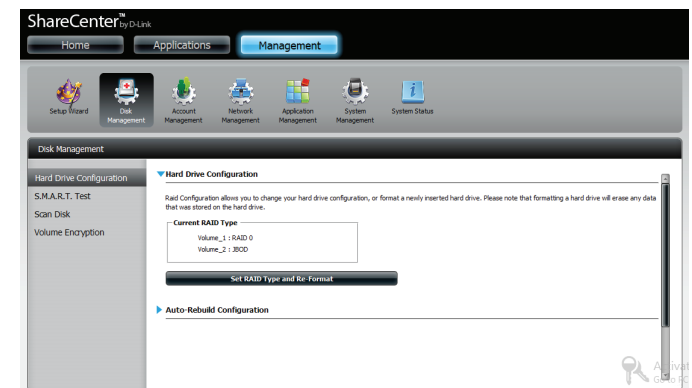 ShareCenter™ by D-Link
Home Applications Management
Setup Wizard Disk Management Account Management Network Management Application Management System Management System Status
Disk Management
Hard Drive Configuration
S.M.A.R.T. Test
Scan Disk
Volume Encryption
Hard Drive Configuration
Raid Configuration allows you to change your hard drive configuration, or format a newly inserted hard drive. Please note that formatting a hard drive will erase any data
that was stored on the hard drive.
Current RAID Type
Volume_1 : RAID 0
Volume_2 : JBOD
Set RAID Type and Re-Format
Auto-Rebuild Configuration
Activat
Go to PC